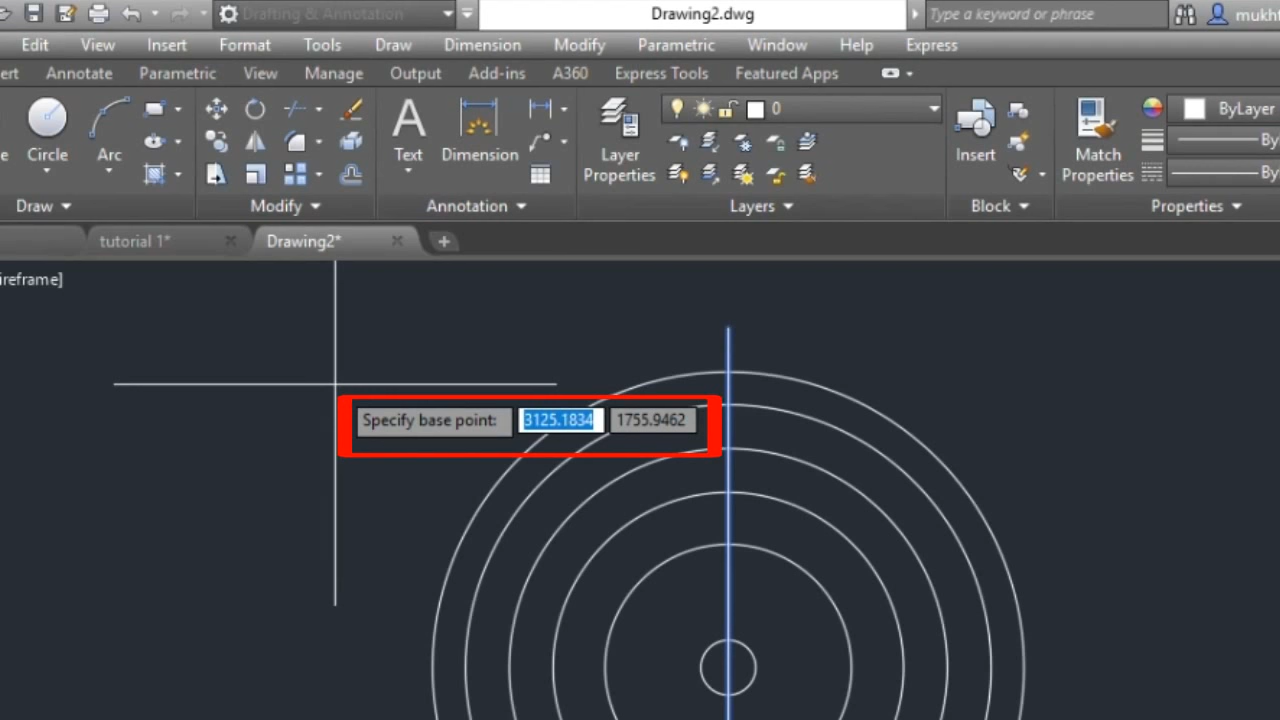 Drafting & Annotation
Drawing2.dwg
Type a keyword or phrase
mukht
Edit View Insert Format Tools Draw Dimension Modify Parametric Window Help Express
ert Annotate Parametric View Manage Output Add-ins A360 Express Tools Featured Apps
0
ByLayer
By
By
e Circle Arc
Text Dimension
Layer
Properties
Insert
Match
Properties
Draw Modify Annotation Layers Block Properties
tutorial 1* Drawing2*
ireframe]
Specify base point: 3125.1834 1755.9462